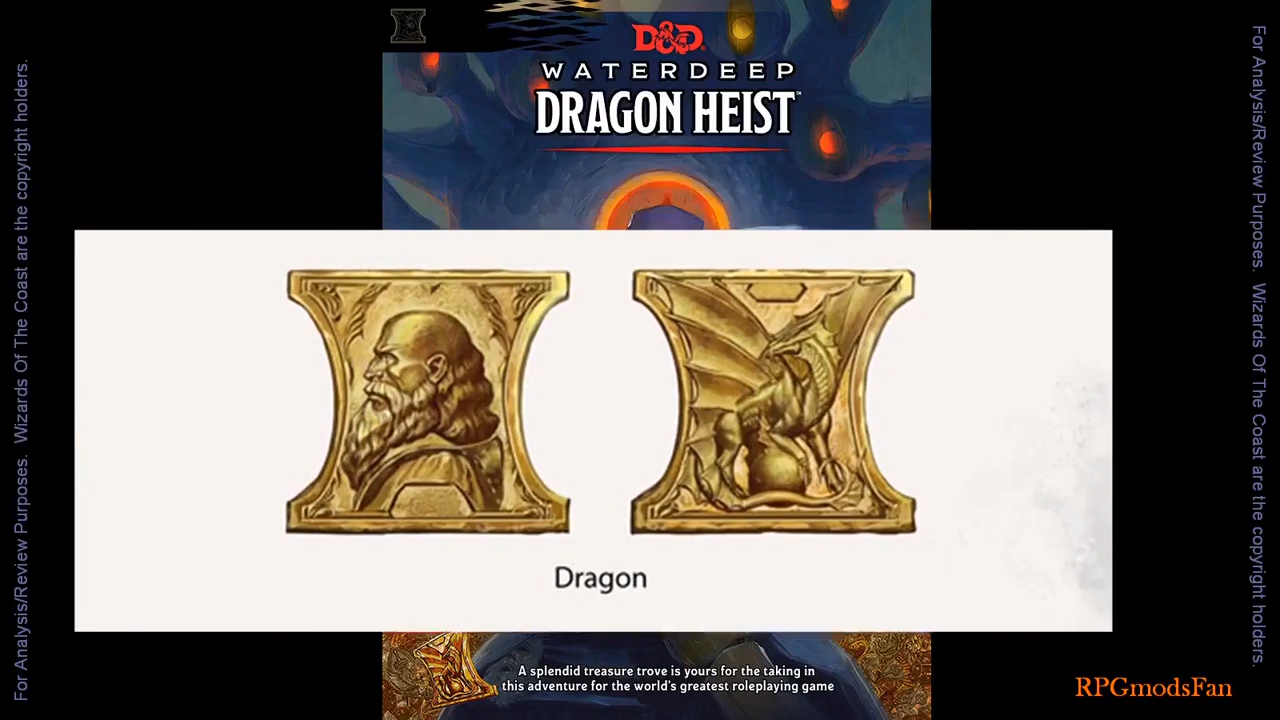 D&D
WATERDEEP
DRAGON HEIST™
Dragon
A splendid treasure trove is yours for the taking in
this adventure for the world's greatest roleplaying game
RPGmodsFan
For Analysis/Review Purposes.  Wizards Of The Coast are the copyright holders.
For Analysis/Review Purposes.  Wizards Of The Coast are the copyright holders.